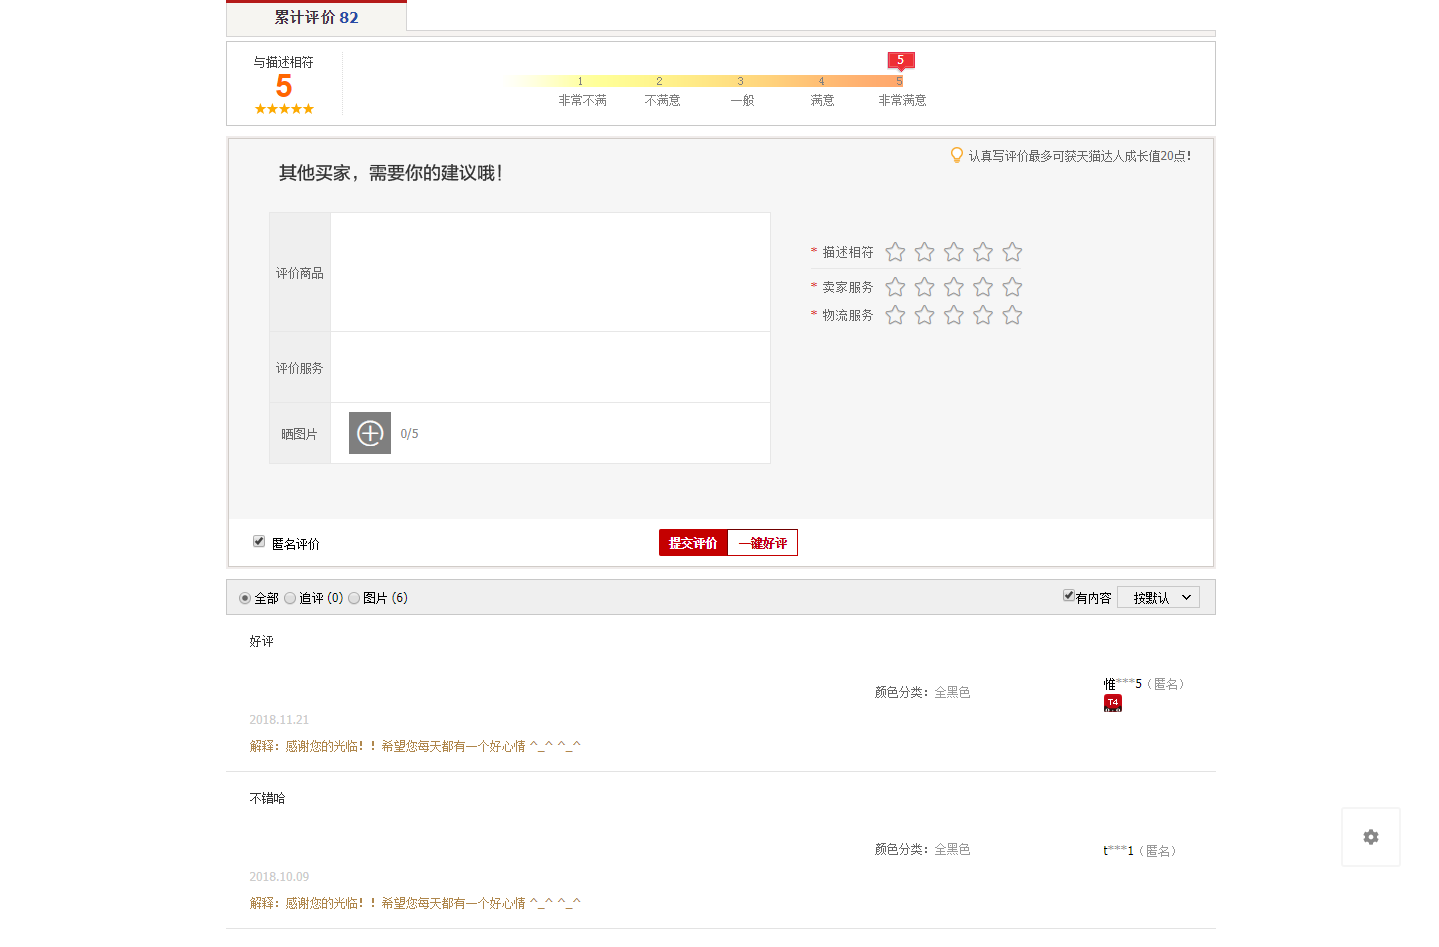 累计评价 82
与描述相符
5
5
1 2 3 4 5
非常不满 不满意 一般 满意 非常满意
认真写评价最多可获天猫达人成长值20点!
其他买家，需要你的建议哦!
评价商品
* 描述相符
* 卖家服务
* 物流服务
评价服务
晒图片 0/5
匿名评价 提交评价 一键好评
全部 追评 (0) 图片 (6) 有内容 按默认
好评
颜色分类：全黑色
惟***5（匿名）
T4
2018.11.21
解释：感谢您的光临！！希望您每天都有一个好心情 ^_^ ^_^
不错哈
颜色分类：全黑色
t***1（匿名）
2018.10.09
解释：感谢您的光临！！希望您每天都有一个好心情 ^_^ ^_^